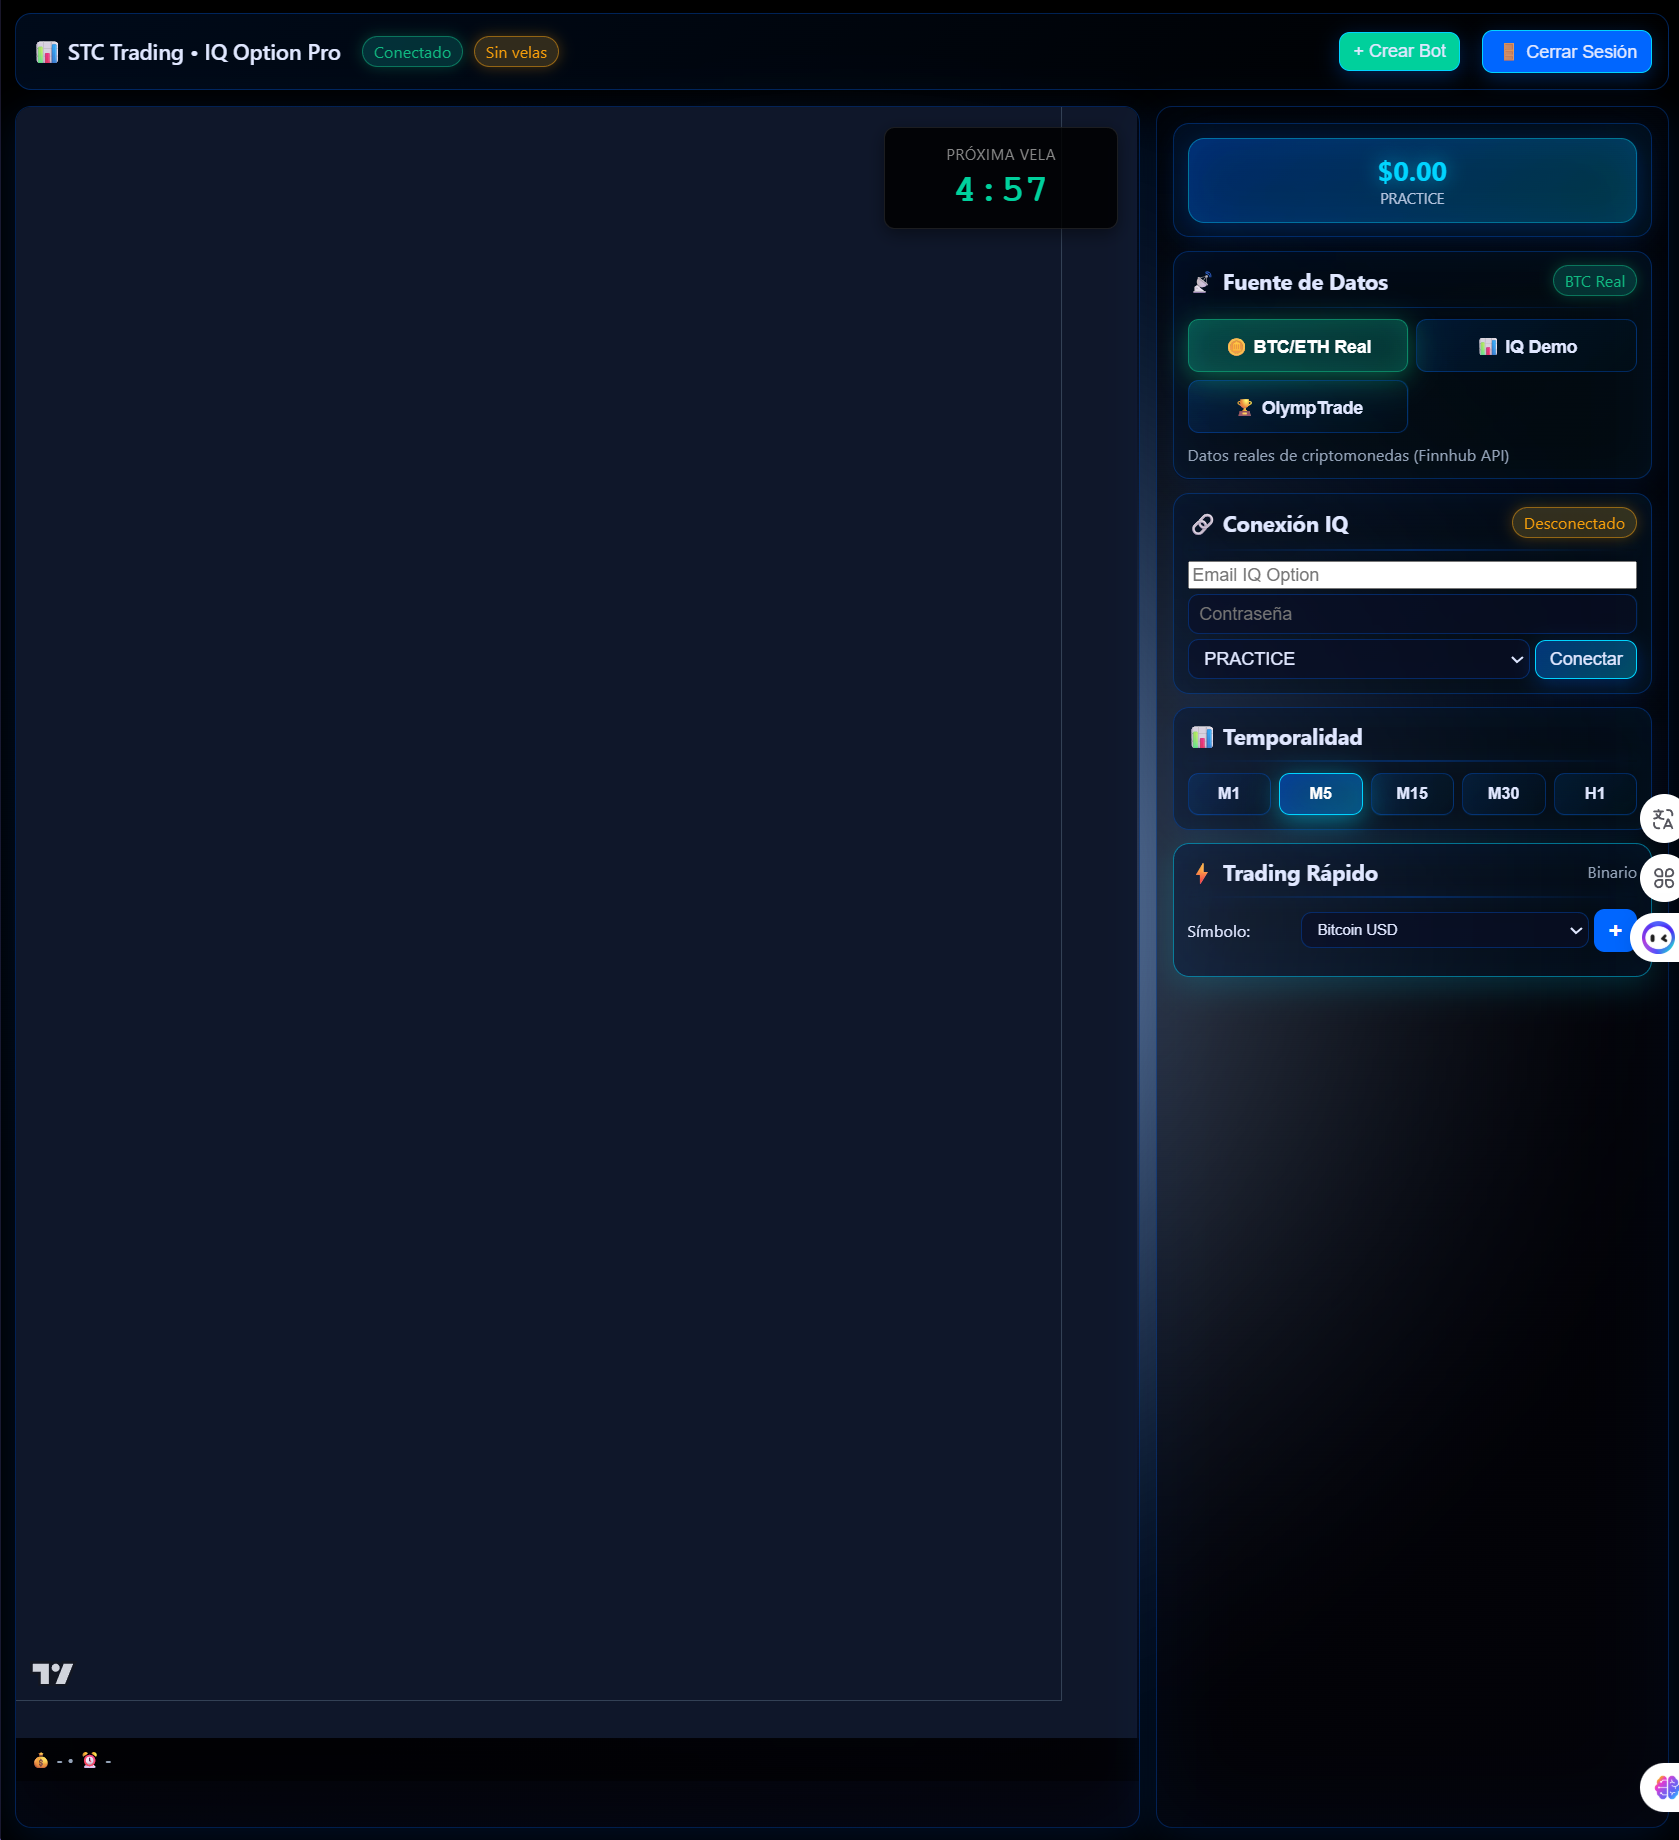 STC Trading • IQ Option Pro
Conectado
Sin velas
+ Crear Bot
Cerrar Sesión
PRÓXIMA VELA
4:57
$0.00
PRACTICE
Fuente de Datos
BTC Real
BTC/ETH Real
IQ Demo
OlympTrade
Datos reales de criptomonedas (Finnhub API)
Conexión IQ
Desconectado
Email IQ Option
Contraseña
PRACTICE
Conectar
Temporalidad
M1
M5
M15
M30
H1
Trading Rápido
Binario
Símbolo:
Bitcoin USD
+
- • -